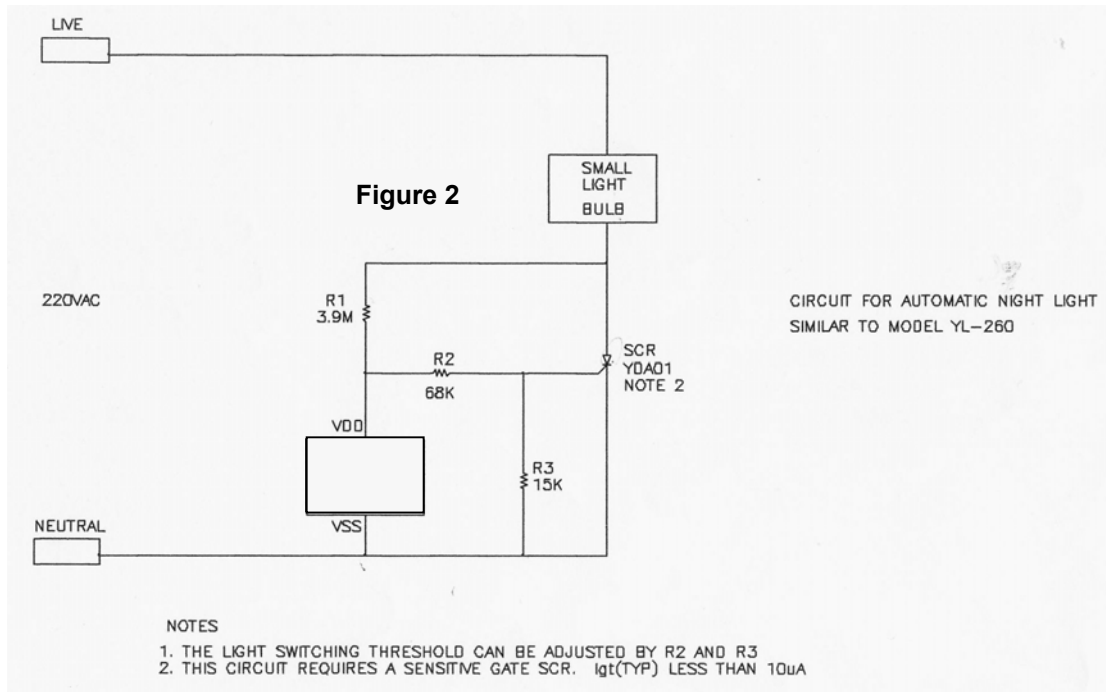 LIVE
SMALL
LIGHT
BULB
Figure 2
220VAC
R1
3.9M
CIRCUIT FOR AUTOMATIC NIGHT LIGHT
SIMILAR TO MODEL YL-260
R2
68K
SCR
YDA01
NOTE 2
VDD
R3
15K
VSS
NEUTRAL
NOTES
1. THE LIGHT SWITCHING THRESHOLD CAN BE ADJUSTED BY R2 AND R3
2. THIS CIRCUIT REQUIRES A SENSITIVE GATE SCR. Igt(TYP) LESS THAN 10uA